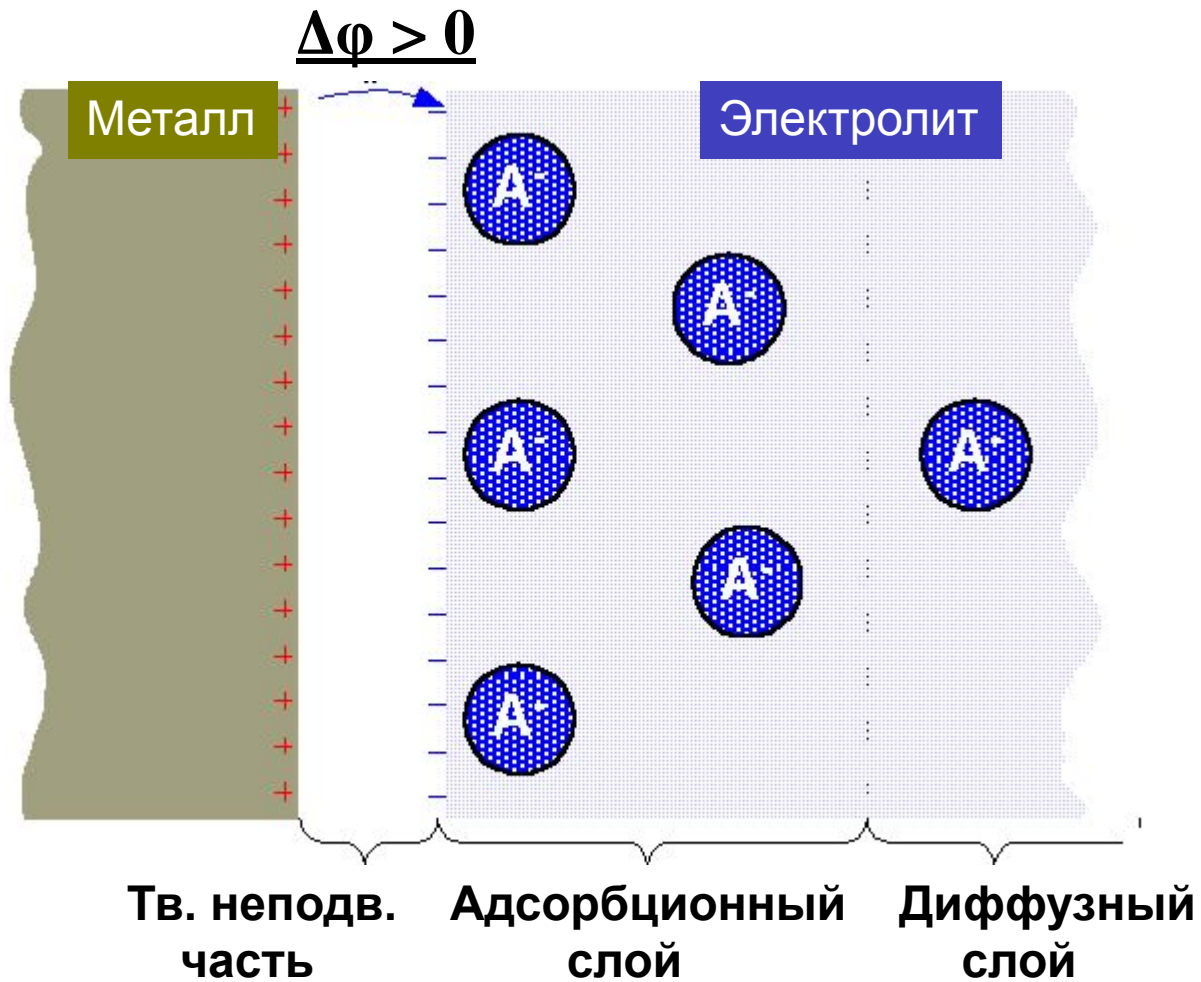 Δφ > 0
Металл
Электролит
A⁻
A⁻
A⁻
A⁻
A⁻
A⁻
Тв. неподв. часть
Адсорбционный слой
Диффузный слой